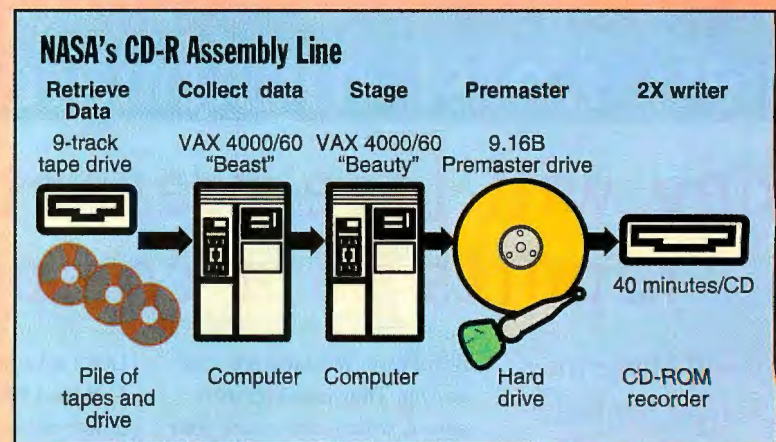 NASA's CD-R Assembly Line
Retrieve Data
Collect data
Stage
Premaster
2X writer
9-track
tape drive
VAX 4000/60
"Beast"
VAX 4000/60
"Beauty"
9.16B
Premaster drive
40 minutes/CD
Pile of
tapes and
drive
Computer
Computer
Hard
drive
CD-ROM
recorder